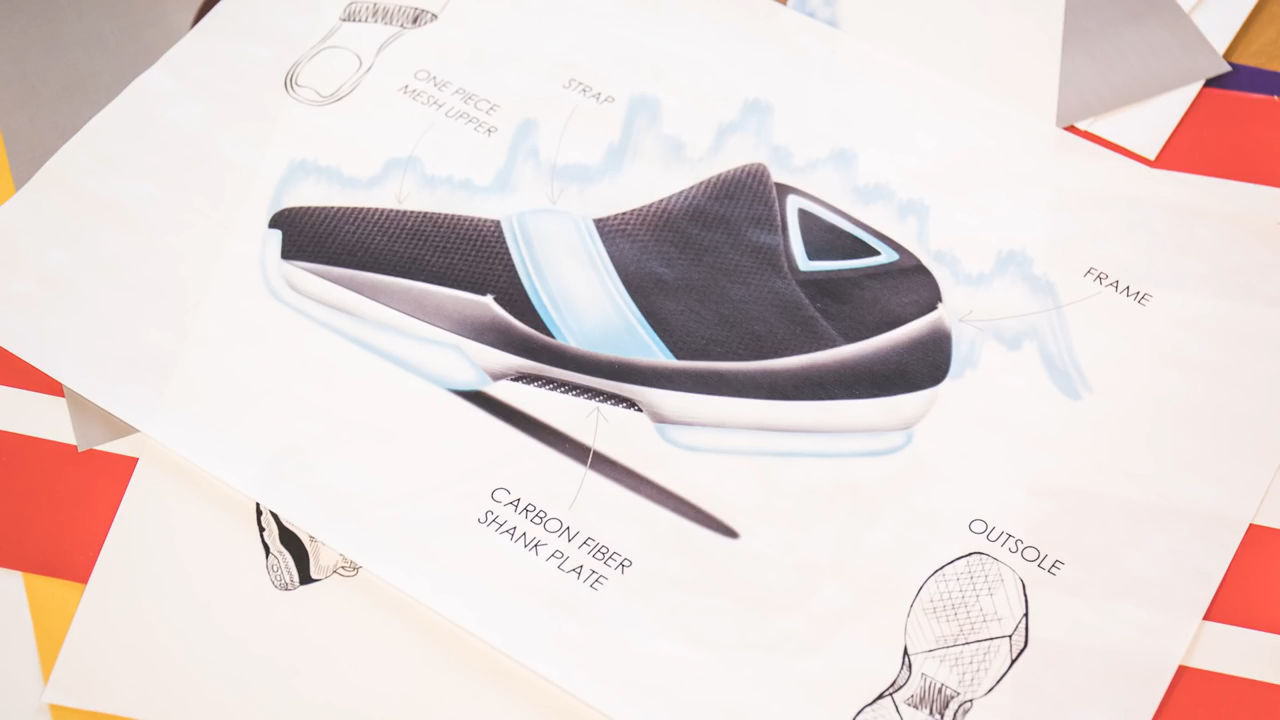 ONE PIECE
MESH UPPER
STRAP
FRAME
CARBON FIBER
SHANK PLATE
OUTSOLE